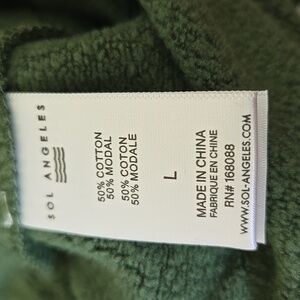 SOL ANGELES
50% COTTON
50% MODAL
50% COTON
50% MODALE
L
MADE IN CHINA
FABRIQUE EN CHINE
RN# 168088
WWW.SOL-ANGELES.COM